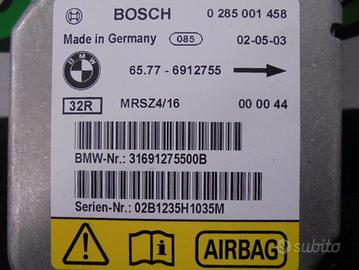 BOSCH 0 285 001 458
Made in Germany 085 02-05-03
BMW 65.77 - 6912755
32R MRSZ4/16 00 00 44
BMW-Nr.: 31691275500B
Serien-Nr.: 02B1235H1035M
AIRBAG
subito